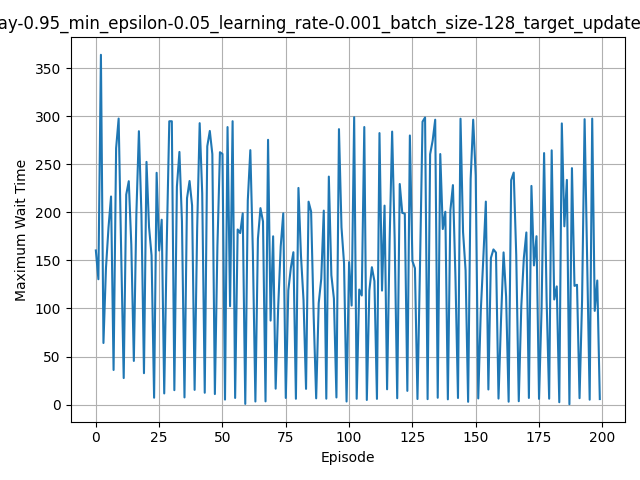 ay-0.95_min_epsilon-0.05_learning_rate-0.001_batch_size-128_target_update
Maximum Wait Time
350
300
250
200
150
100
50
0
0 25 50 75 100 125 150 175 200
Episode